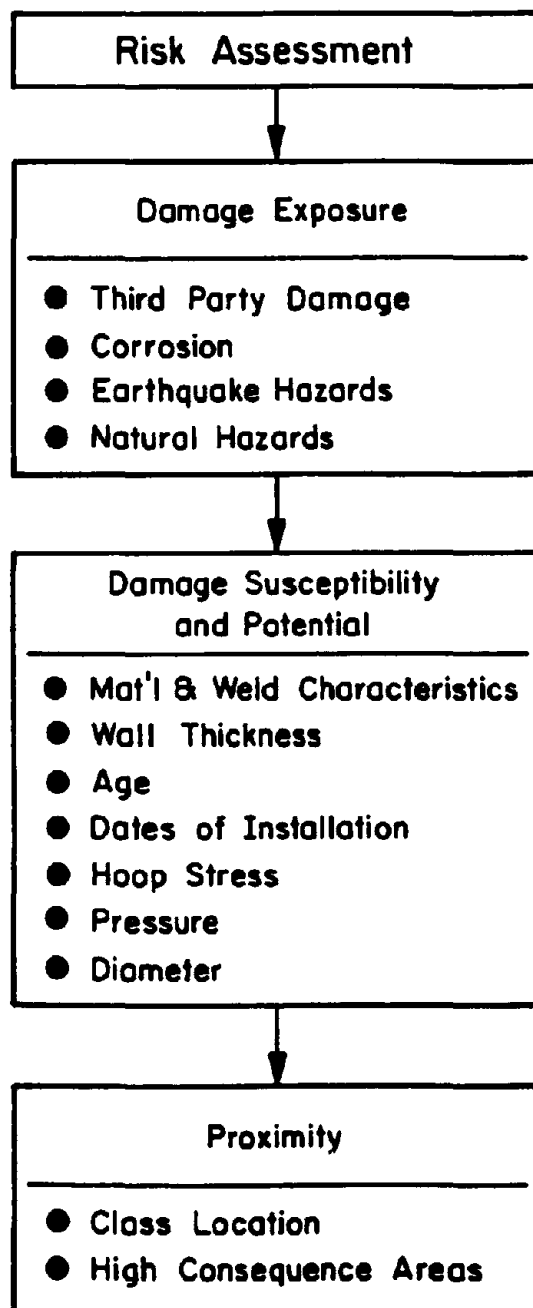 Risk Assessment
Damage Exposure
● Third Party Damage
● Corrosion
● Earthquake Hazards
● Natural Hazards
Damage Susceptibility
and Potential
● Mat'l & Weld Characteristics
● Wall Thickness
● Age
● Dates of Installation
● Hoop Stress
● Pressure
● Diameter
Proximity
● Class Location
● High Consequence Areas